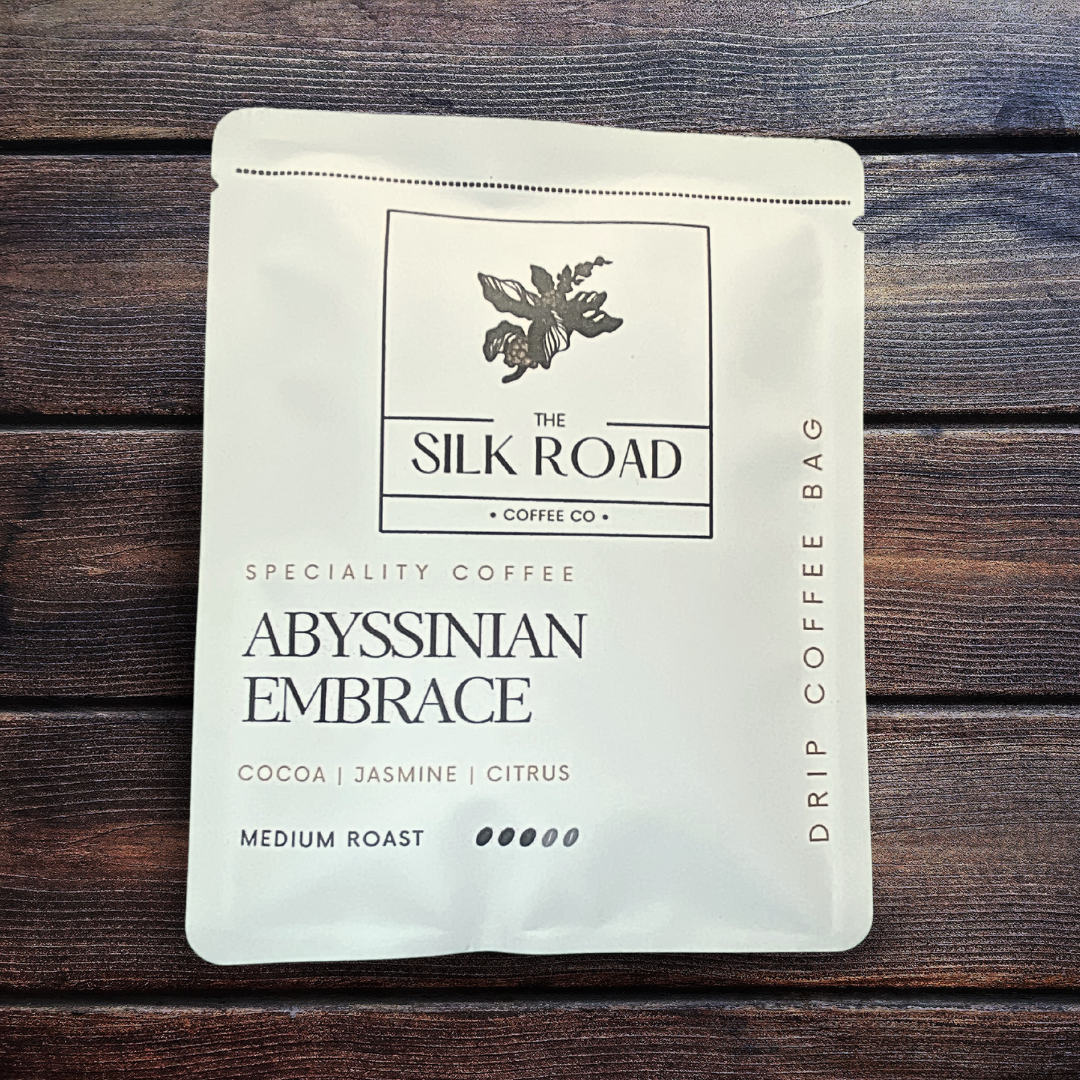 THE
SILK ROAD
• COFFEE CO •
SPECIALITY COFFEE
ABYSSINIAN
EMBRACE
COCOA | JASMINE | CITRUS
MEDIUM ROAST
DRIP COFFEE BAG